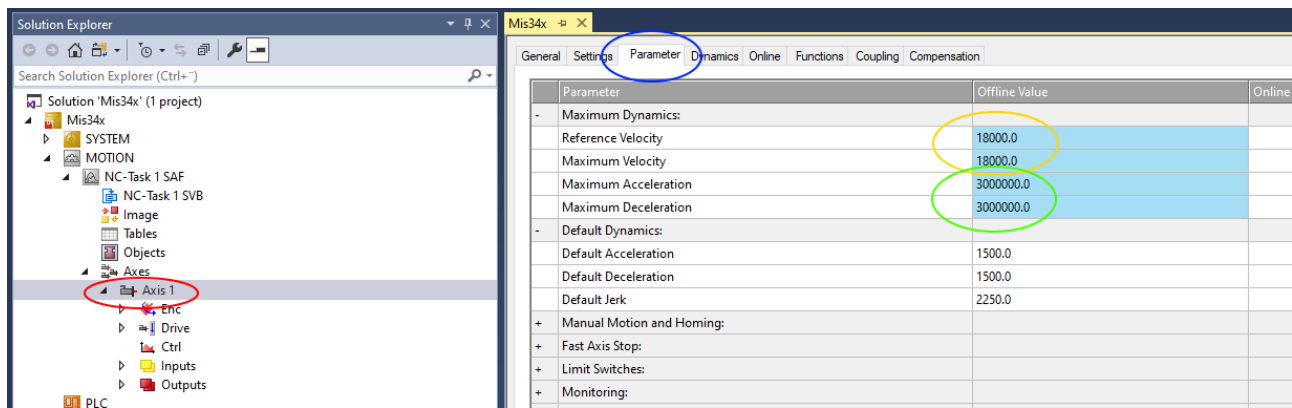 Solution Explorer
Search Solution Explorer (Ctrl+¨)
Solution 'Mis34x' (1 project)
Mis34x
SYSTEM
MOTION
NC-Task 1 SAF
NC-Task 1 SVB
Image
Tables
Objects
Axes
Axis 1
Enc
Drive
Ctrl
Inputs
Outputs
PLC
Mis34x
General Settings Parameter Dynamics Online Functions Coupling Compensation
Parameter Offline Value Online
- Maximum Dynamics:
Reference Velocity 18000.0
Maximum Velocity 18000.0
Maximum Acceleration 3000000.0
Maximum Deceleration 3000000.0
- Default Dynamics:
Default Acceleration 1500.0
Default Deceleration 1500.0
Default Jerk 2250.0
+ Manual Motion and Homing:
+ Fast Axis Stop:
+ Limit Switches:
+ Monitoring: